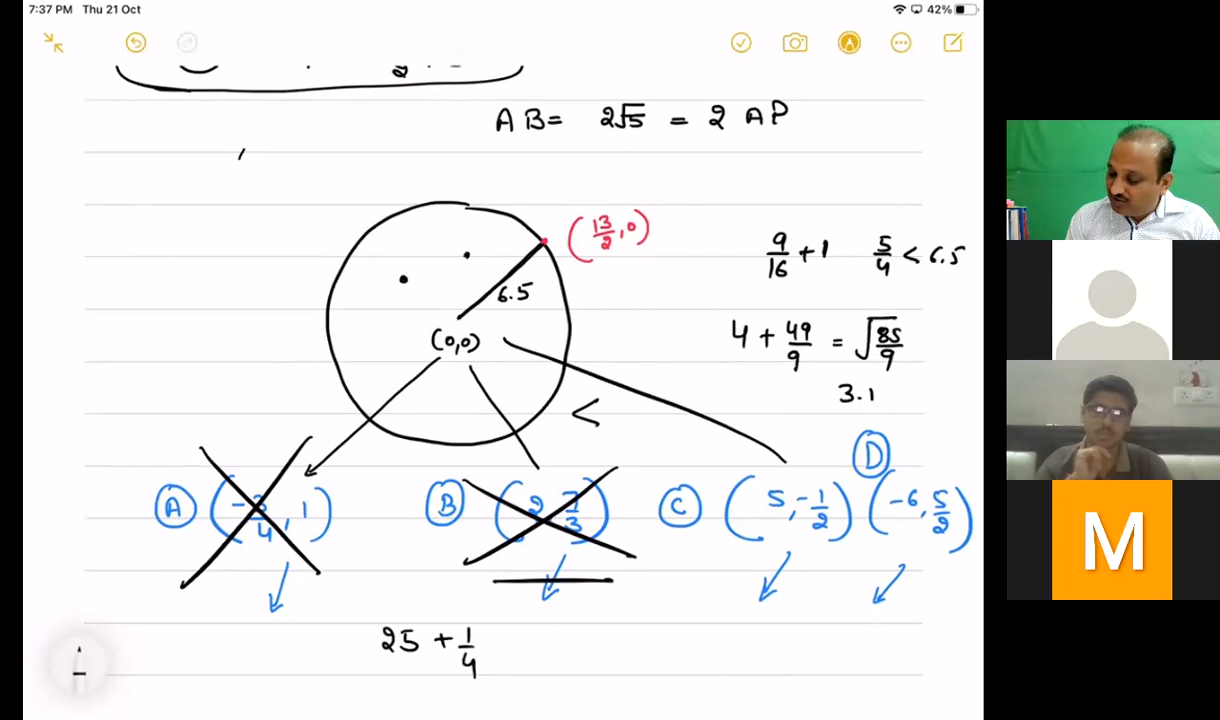 7:37 PM Thu 21 Oct
42%
AB = 2√5 = 2 AP
(13/2, 0)
9/16 + 1 5/4 < 6.5
6.5
(0,0)
4 + 49/9 = √85/9
3.1
<
D
A (-3/4, 1) B (2, 7/3) C (5, -1/2) (-6, 5/2)
25 + 1/4
M